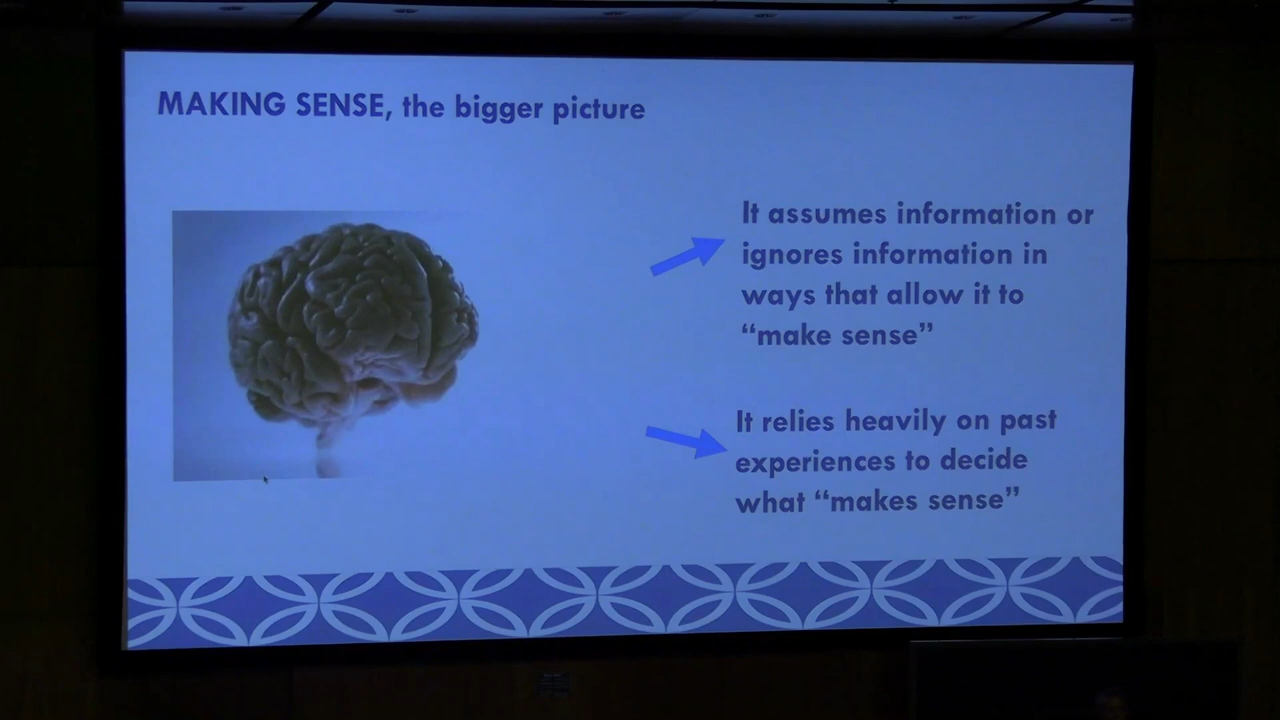 MAKING SENSE, the bigger picture
It assumes information or
ignores information in
ways that allow it to
“make sense”
It relies heavily on past
experiences to decide
what “makes sense”